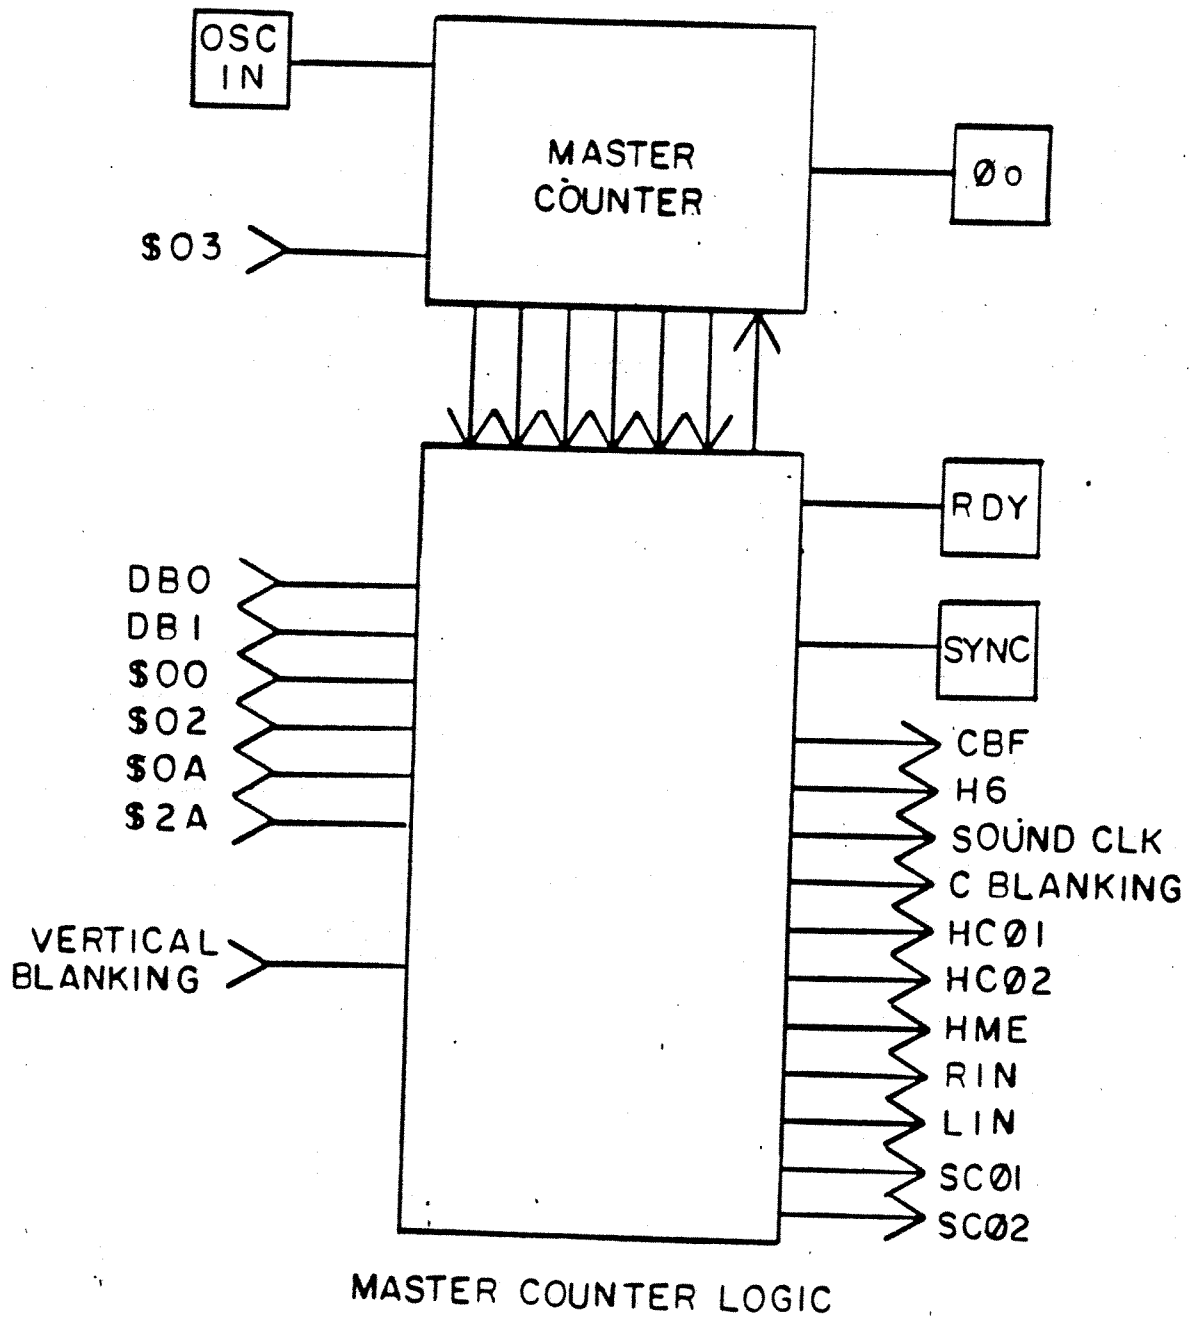 OSC
IN
MASTER
COUNTER
Øo
$03
RDY
DB0
DB1
SYNC
$00
$02
$0A
$2A
CBF
H6
SOUND CLK
C BLANKING
VERTICAL
BLANKING
HCØ1
HCØ2
HME
RIN
LIN
SCØ1
SCØ2
MASTER COUNTER LOGIC